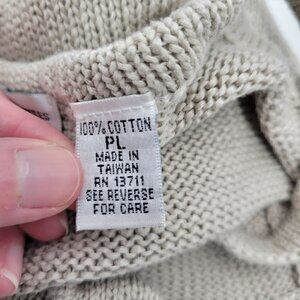 100% COTTON
PL
MADE IN
TAIWAN
RN 13711
SEE REVERSE
FOR CARE